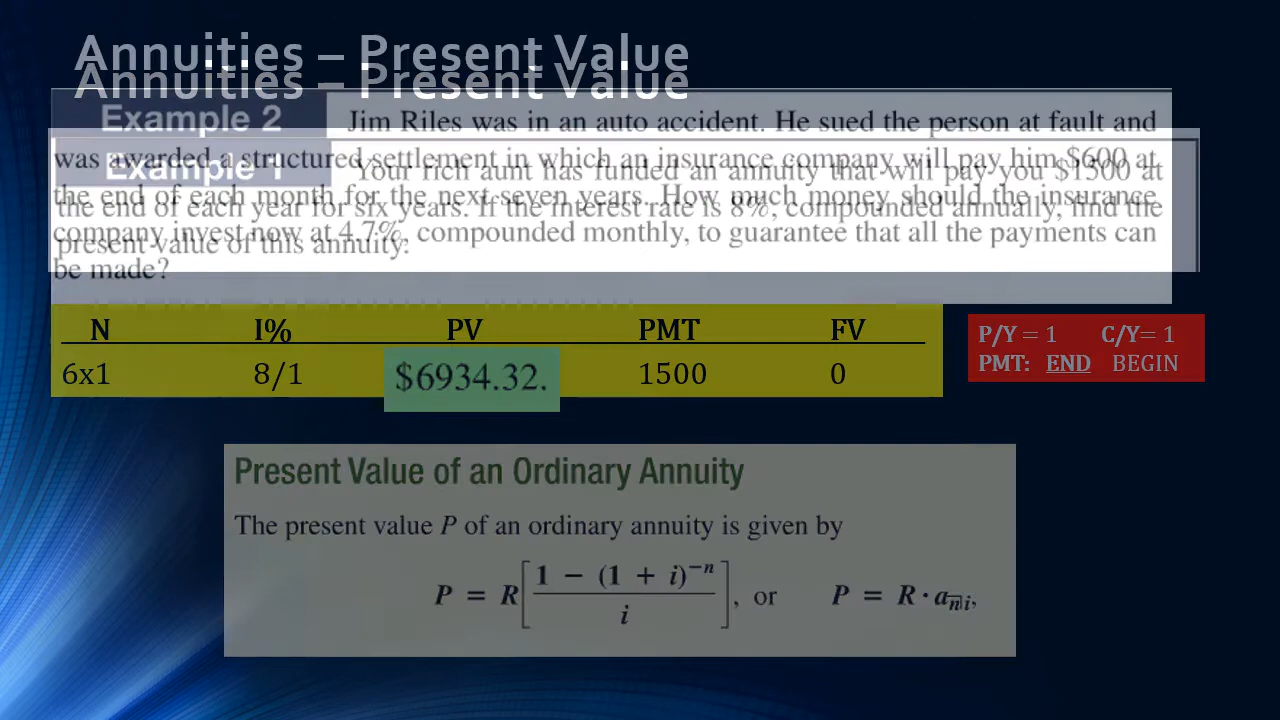 Annuities – Present Value
Annuities – Present Value
Example 2 Jim Riles was in an auto accident. He sued the person at fault and
was awarded a structured settlement in which an insurance company will pay him $600 at
the end of each month for the next seven years. How much money should the insurance
company invest now at 4.7%, compounded monthly, to guarantee that all the payments can
be made?
Example 1 Your rich aunt has funded an annuity that will pay you $1500 at
the end of each year for six years. If the interest rate is 8%, compounded annually, find the
present value of this annuity.
N I% PV PMT FV
6x1 8/1 $6934.32. 1500 0
P/Y = 1 C/Y= 1
PMT: END BEGIN
Present Value of an Ordinary Annuity
The present value P of an ordinary annuity is given by
P = R[1 − (1 + i)⁻ⁿ / i], or P = R · a_n̅|i,